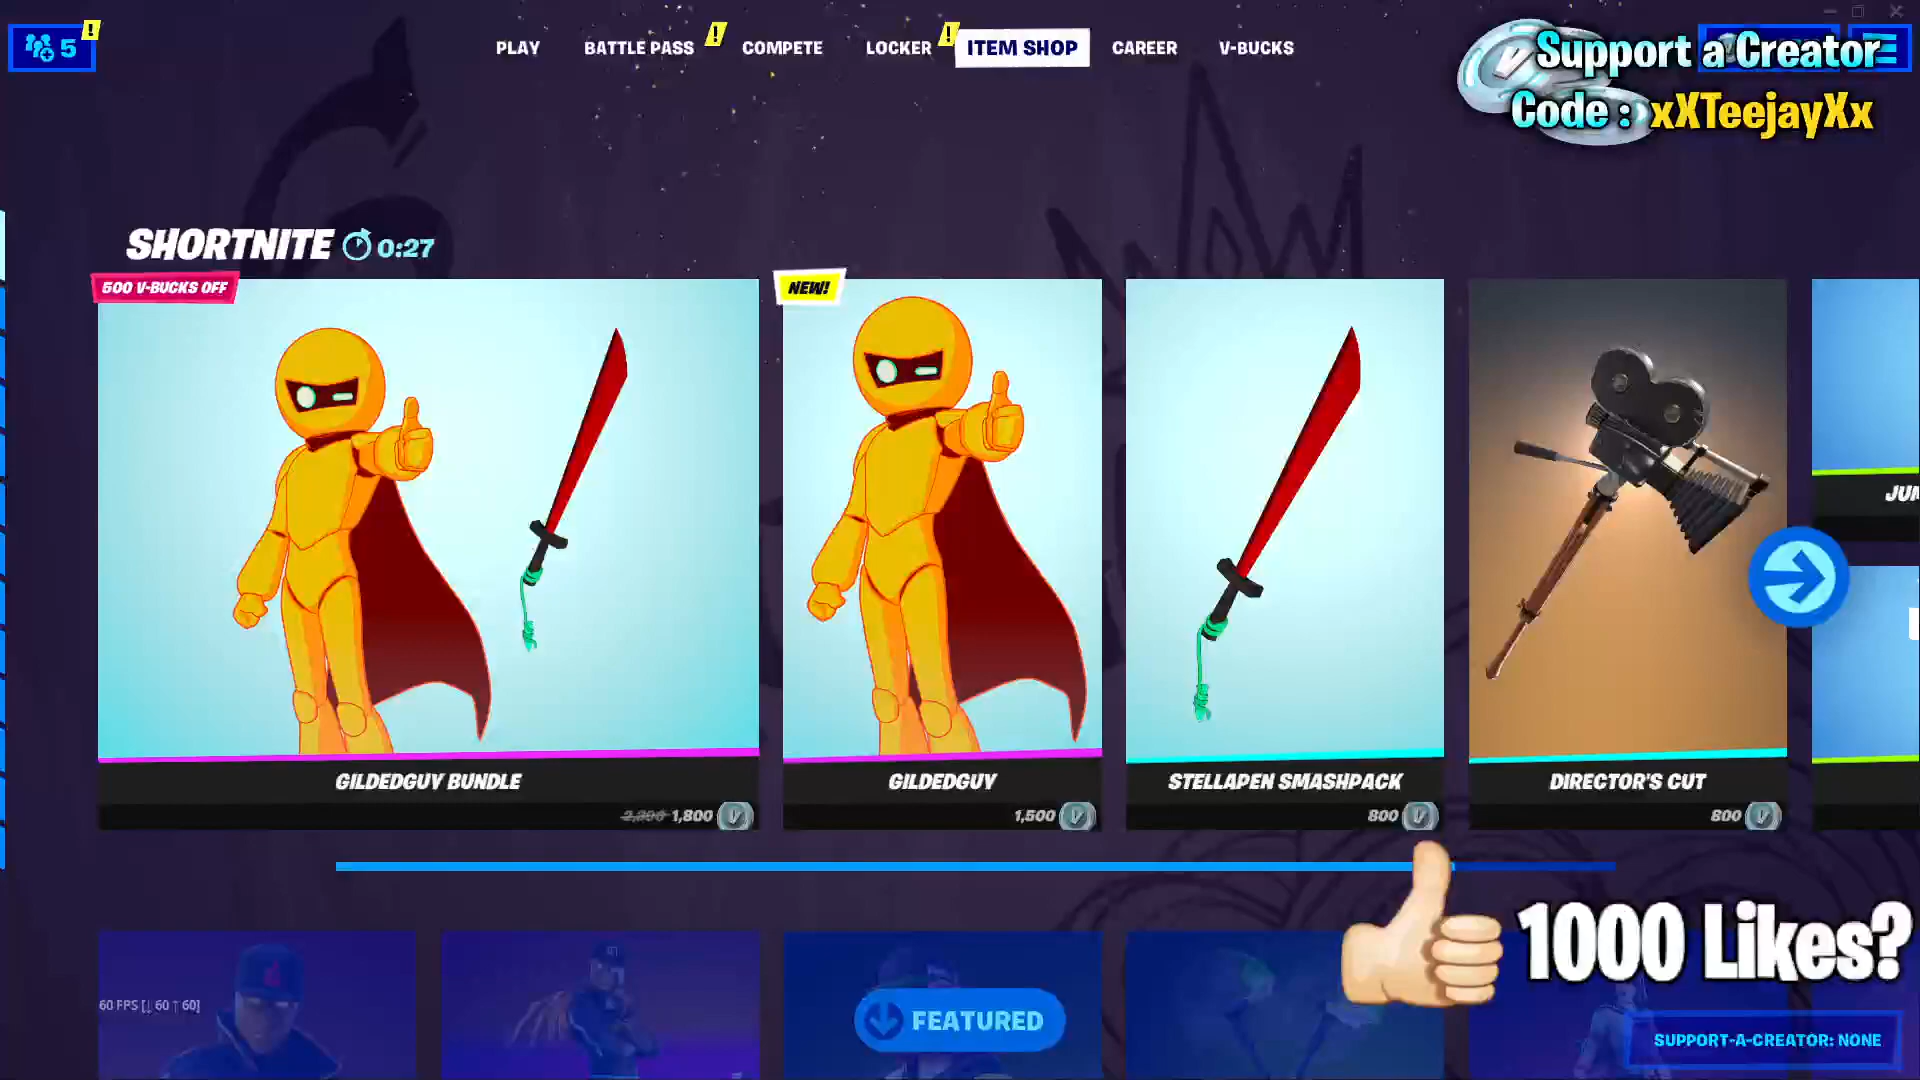 5
!
PLAY
BATTLE PASS
!
COMPETE
LOCKER
!
ITEM SHOP
CAREER
V-BUCKS
Support a Creator
Code : xXTeejayXx
SHORTNITE 0:27
500 V-BUCKS OFF
NEW!
GILDEDGUY BUNDLE
2,300 1,800
GILDEDGUY
1,500
STELLAPEN SMASHPACK
800
DIRECTOR'S CUT
800
1000 Likes?
60 FPS [↓ 60 ↑ 60]
FEATURED
SUPPORT-A-CREATOR: NONE